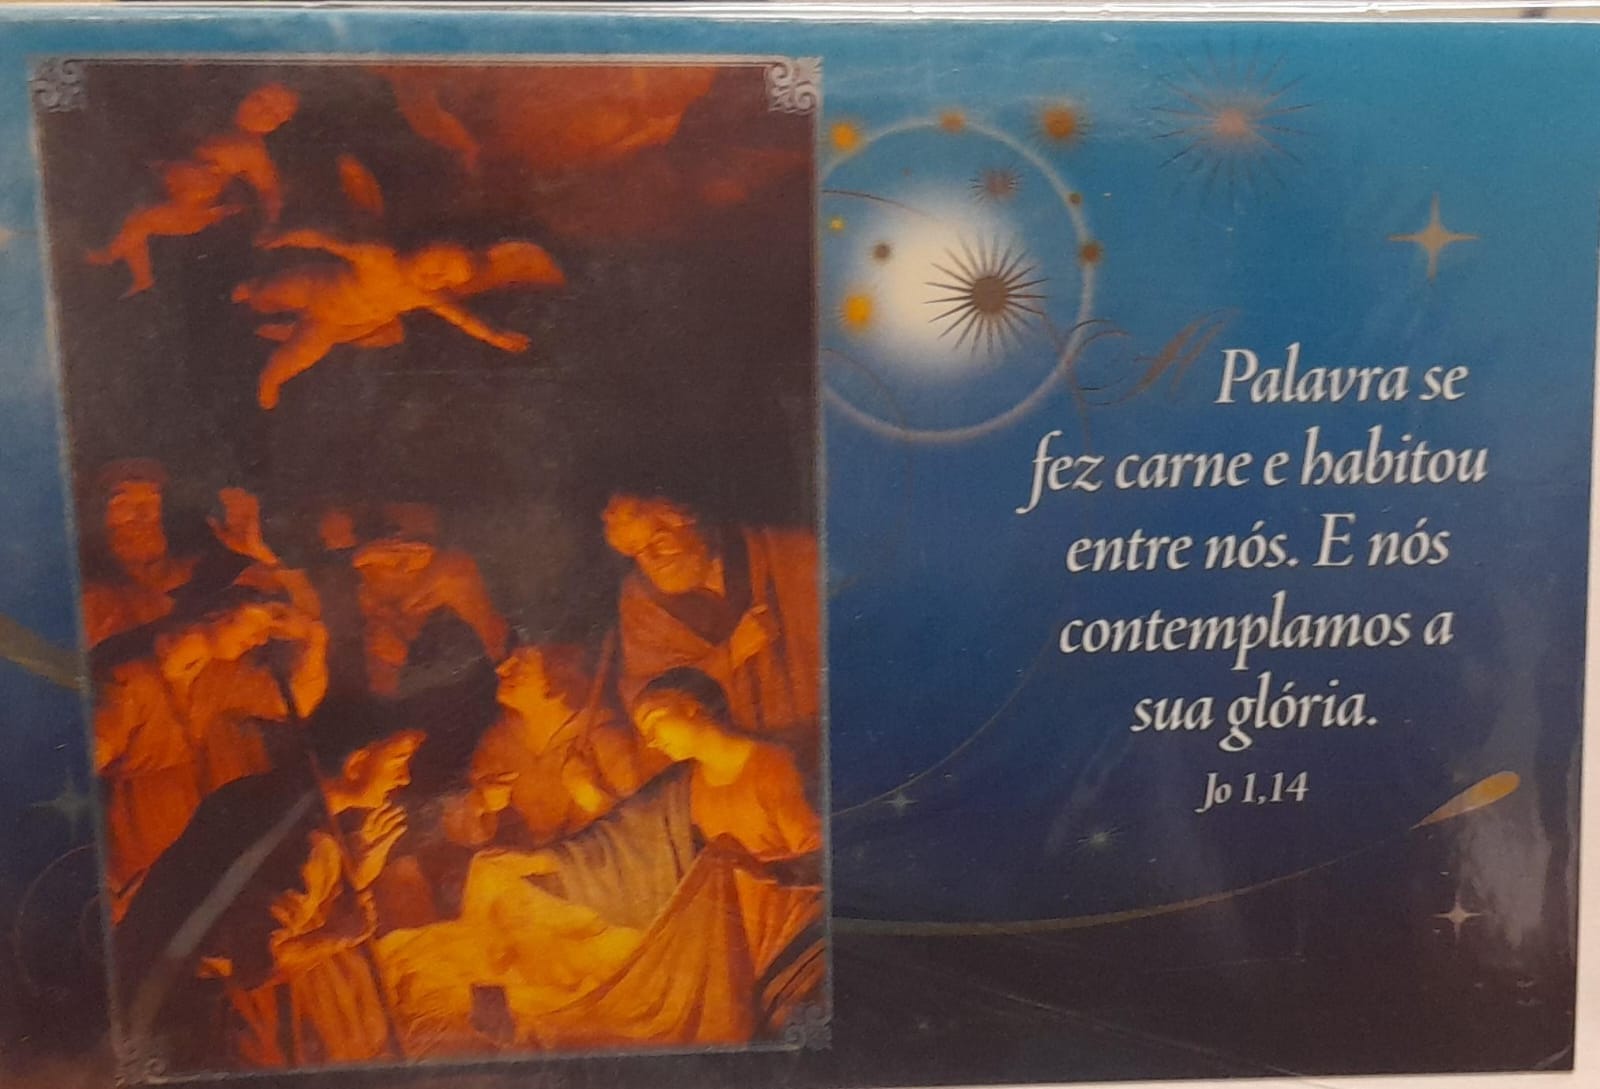 A Palavra se
fez carne e habitou
entre nós. E nós
contemplamos a
sua glória.
Jo 1,14